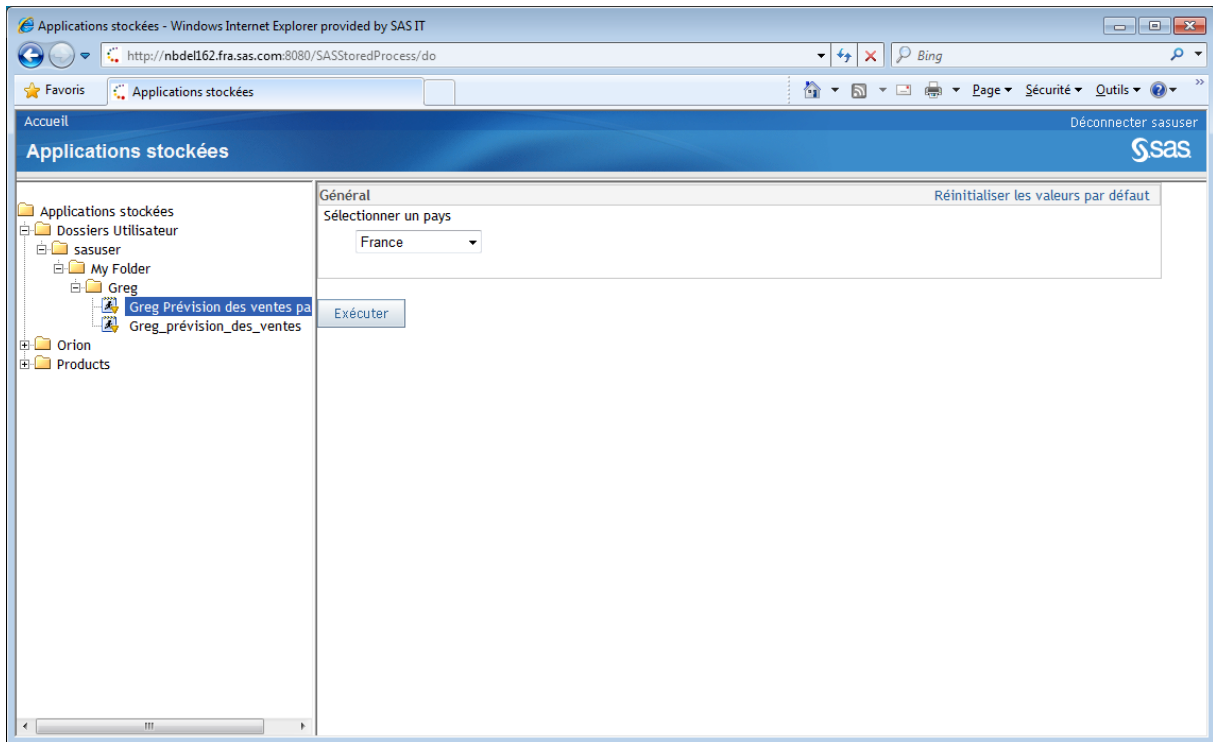 Applications stockées - Windows Internet Explorer provided by SAS IT
http://nbdel162.fra.sas.com:8080/SASStoredProcess/do
Bing
Favoris
Applications stockées
Page
Sécurité
Outils
Accueil
Déconnecter sasuser
Applications stockées
sas
Applications stockées
Dossiers Utilisateur
sasuser
My Folder
Greg
Greg Prévision des ventes pa
Greg_prévision_des_ventes
Orion
Products
Général
Réinitialiser les valeurs par défaut
Sélectionner un pays
France
Exécuter